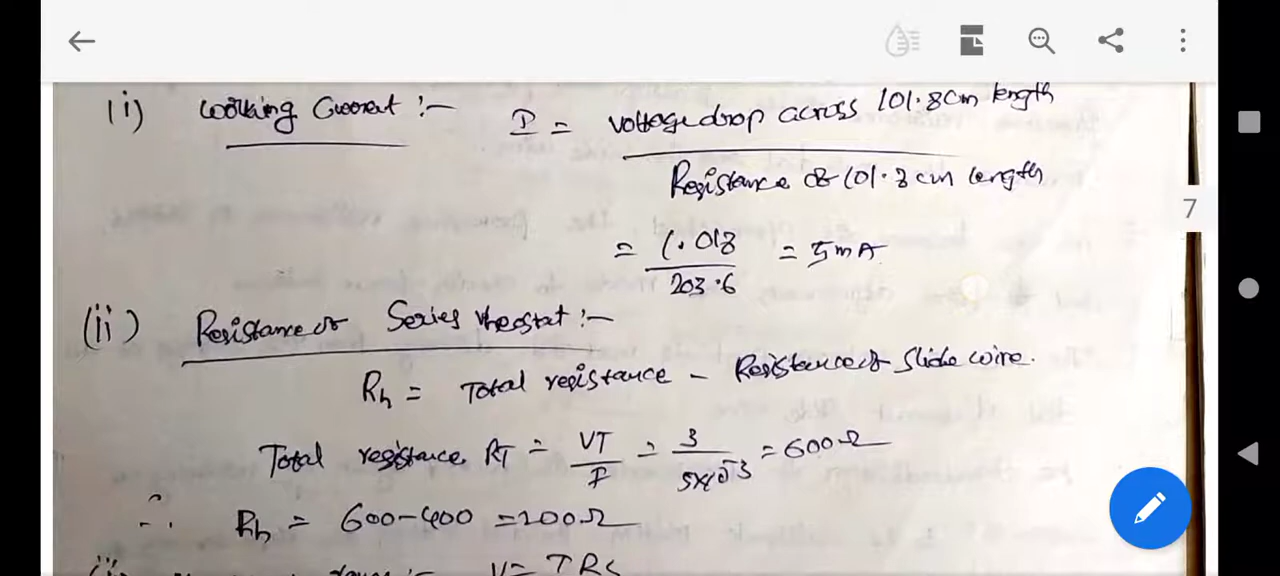 (i) Working Current :- I = Voltage drop across 101.8cm length
Resistance of 101.8 cm length
= 1.018 / 203.6 = 5mA
7
(ii) Resistance of Series rheostat :-
Rh = Total resistance - Resistance of Slide wire.
Total resistance RT = VT / I = 3 / 5×10^-3 = 600Ω
∴ Rh = 600-400 = 200Ω
V= IRS